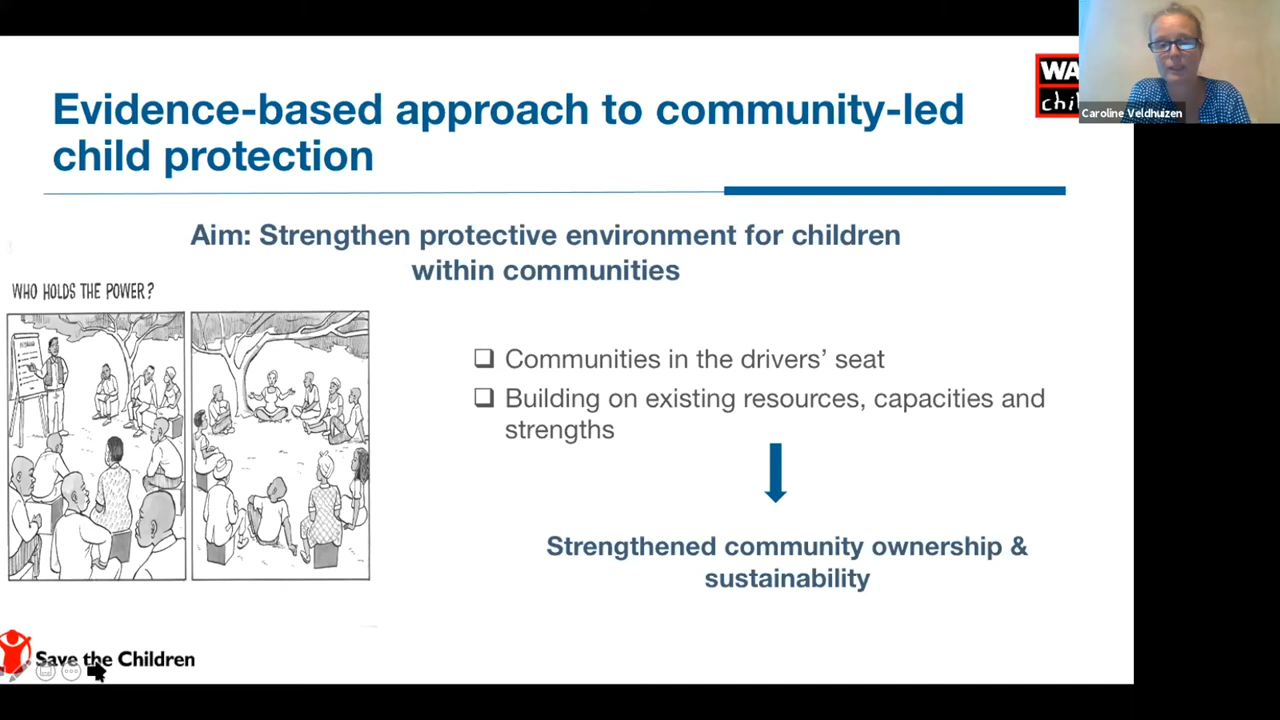 Evidence-based approach to community-led
child protection
WA
chi
Caroline Veldhuizen
Aim: Strengthen protective environment for children
within communities
WHO HOLDS THE POWER?
❑ Communities in the drivers’ seat
❑ Building on existing resources, capacities and
strengths
Strengthened community ownership &
sustainability
Save the Children